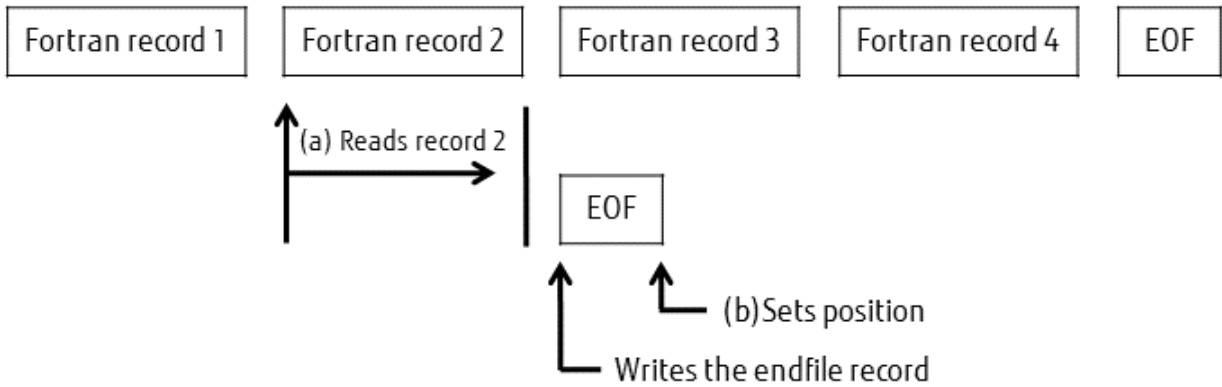 Fortran record 1 Fortran record 2 Fortran record 3 Fortran record 4 EOF
(a) Reads record 2
EOF
(b)Sets position
Writes the endfile record